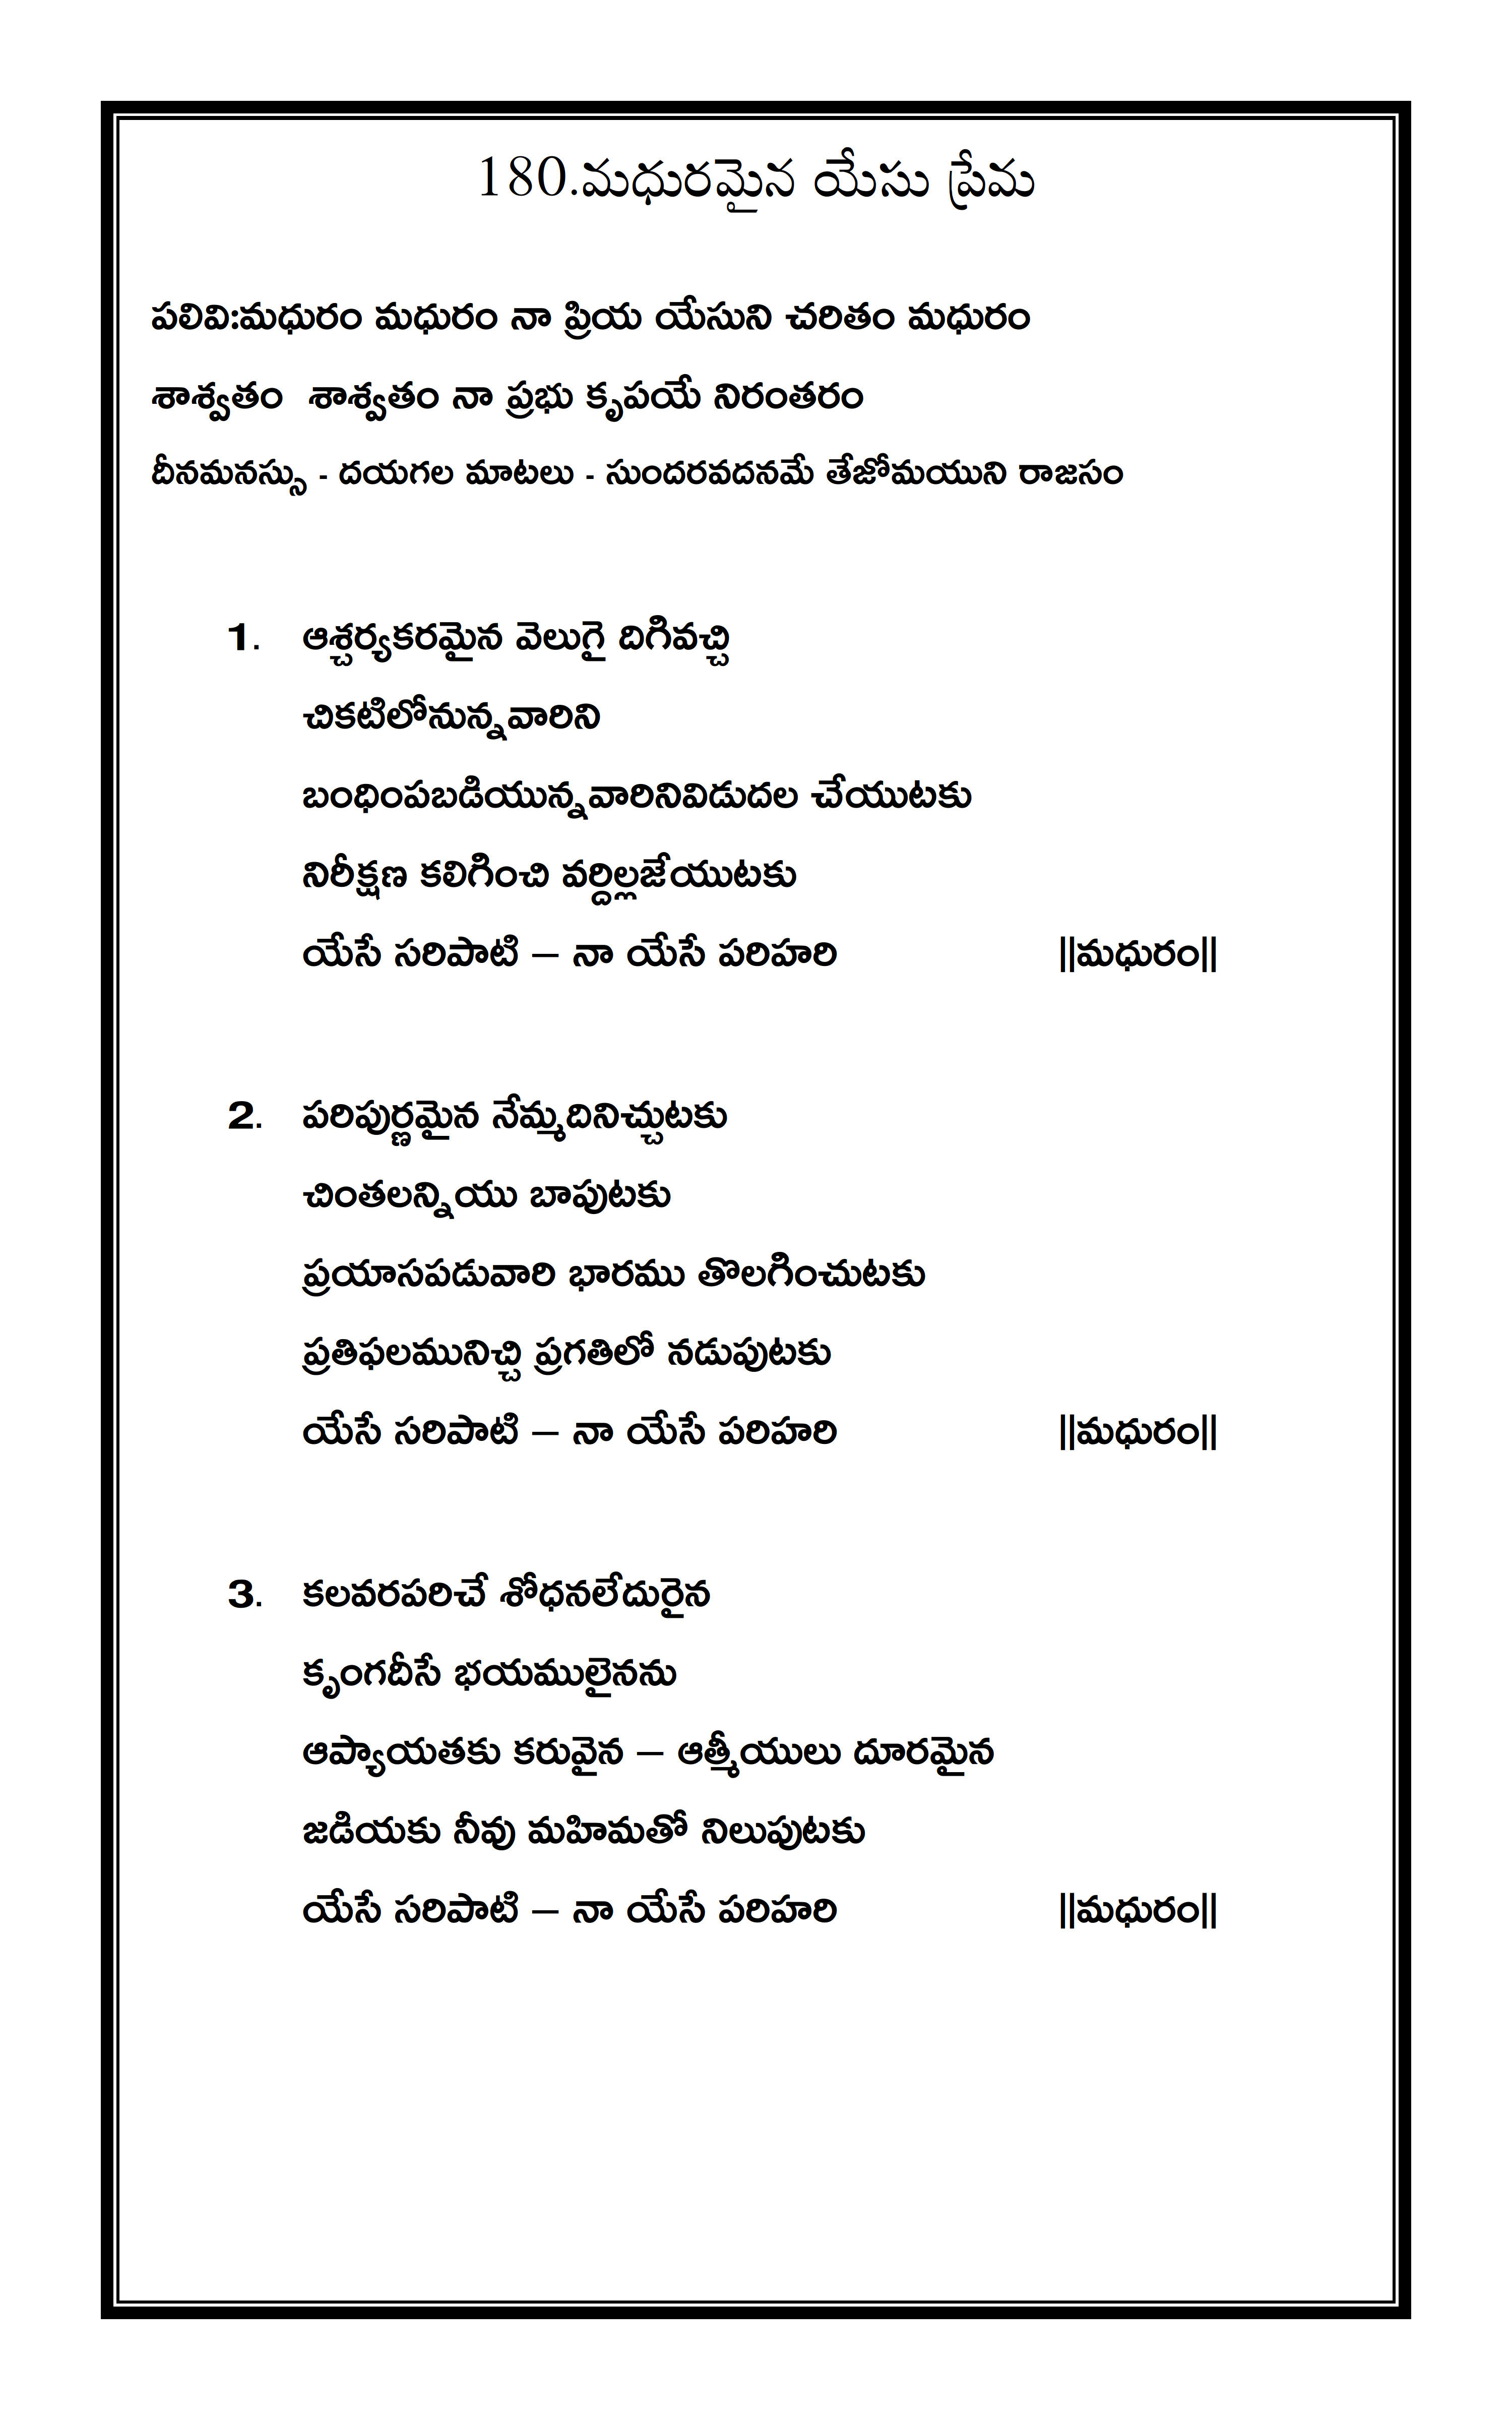 180.మధురమైన యేసు ప్రేమ
పలివి:మధురం మధురం నా ప్రియ యేసుని చరితం మధురం
శాశ్వతం శాశ్వతం నా ప్రభు కృపయే నిరంతరం
దీనమనస్సు - దయగల మాటలు - సుందరవదనమే తేజోమయుని రాజసం
1. ఆశ్చర్యకరమైన వెలుగై దిగివచ్చి
చికటిలోనున్నవారిని
బంధింపబడియున్నవారినివిడుదల చేయుటకు
నిరీక్షణ కలిగించి వర్దిల్లజేయుటకు
యేసే సరిపాటి – నా యేసే పరిహరి ||మధురం||
2. పరిపుర్ణమైన నేమ్మదినిచ్చుటకు
చింతలన్నియు బాపుటకు
ప్రయాసపడువారి భారము తొలగించుటకు
ప్రతిఫలమునిచ్చి ప్రగతిలో నడుపుటకు
యేసే సరిపాటి – నా యేసే పరిహరి ||మధురం||
3. కలవరపరిచే శోధనలేదురైన
కృంగదీసే భయములైనను
ఆప్యాయతకు కరువైన – ఆత్మీయులు దూరమైన
జడియకు నీవు మహిమతో నిలుపుటకు
యేసే సరిపాటి – నా యేసే పరిహరి ||మధురం||